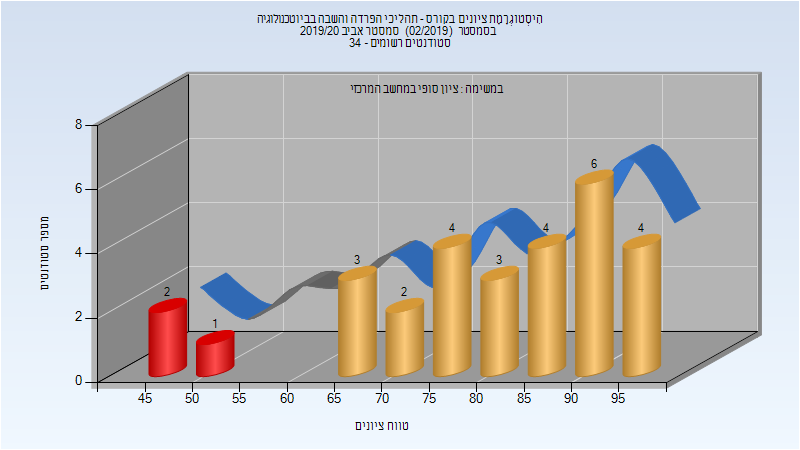 היסטוגרמת ציונים בקורס - תהליכי הפרדה והשבה בביוטכנולוגיה
בסמסטר (02/2019) סמסטר אביב 2019/20
סטודנטים רשומים - 34
במשימה : ציון סופי במחשב המרכזי
מספר סטודנטים
8
6
4
2
0
2
1
3
2
4
3
4
6
4
45 50 55 60 65 70 75 80 85 90 95
טווח ציונים